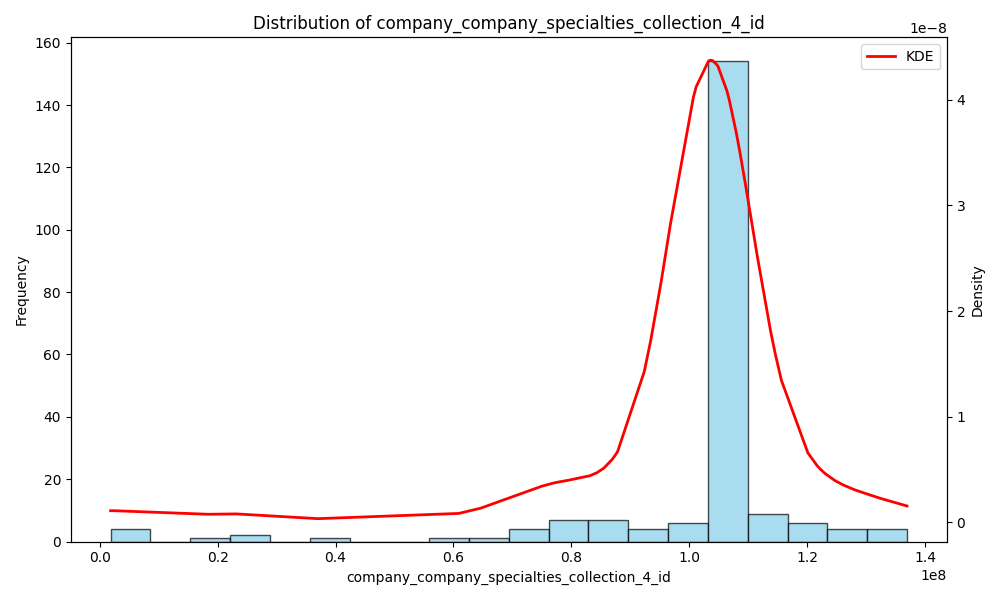 Distribution of company_company_specialties_collection_4_id
1e−8
KDE
160
140
120
100
80
60
40
20
0
Frequency
4
3
2
1
0
Density
0.0 0.2 0.4 0.6 0.8 1.0 1.2 1.4
1e8
company_company_specialties_collection_4_id